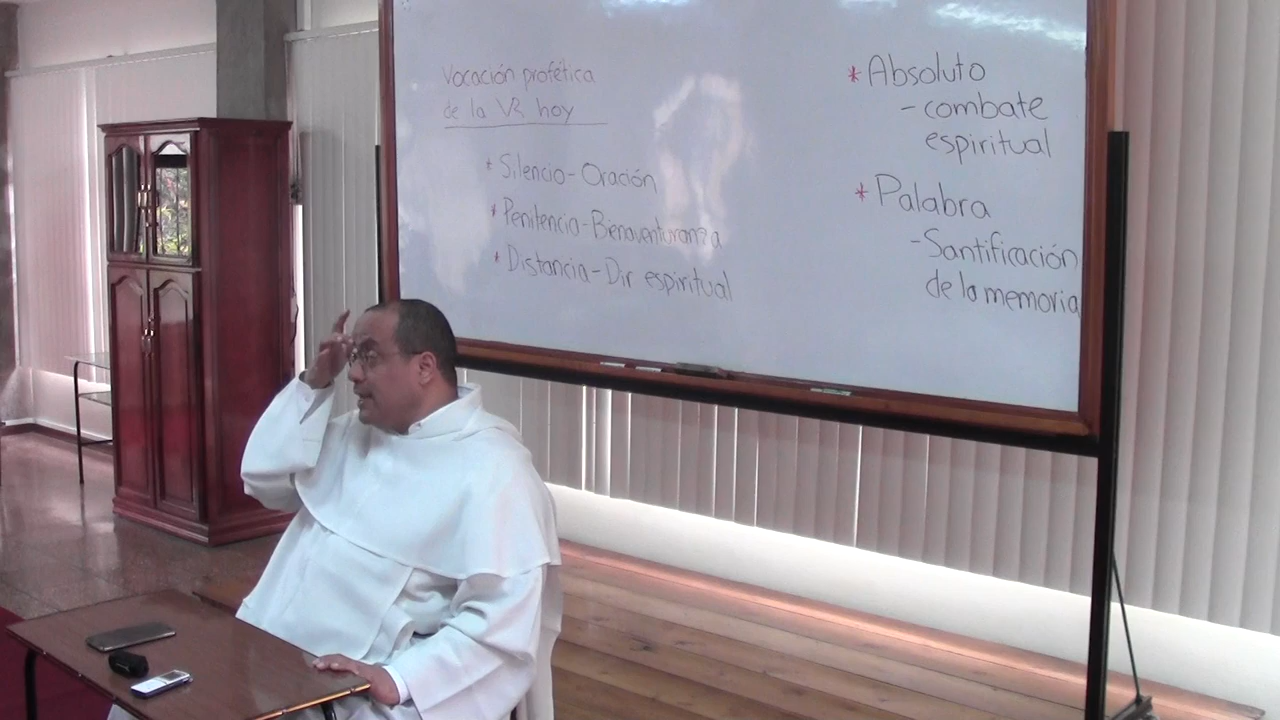 Vocación profética
de la VR hoy
* Silencio-Oración
* Penitencia-Bienaventuranza
* Distancia-Dir espiritual
* Absoluto
- combate
espiritual
* Palabra
-Santificación
de la memoria